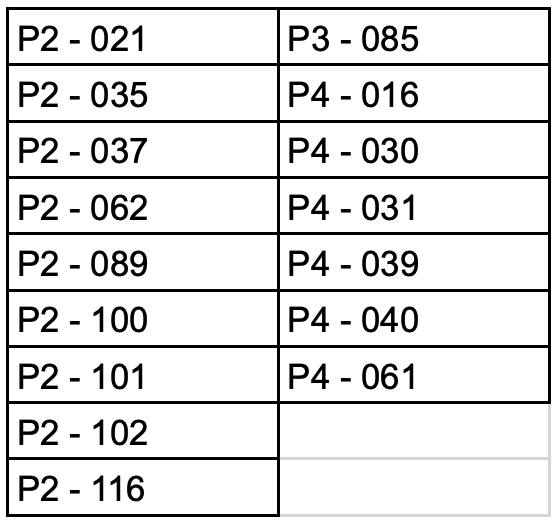 P2 - 021
P2 - 035
P2 - 037
P2 - 062
P2 - 089
P2 - 100
P2 - 101
P2 - 102
P2 - 116
P3 - 085
P4 - 016
P4 - 030
P4 - 031
P4 - 039
P4 - 040
P4 - 061